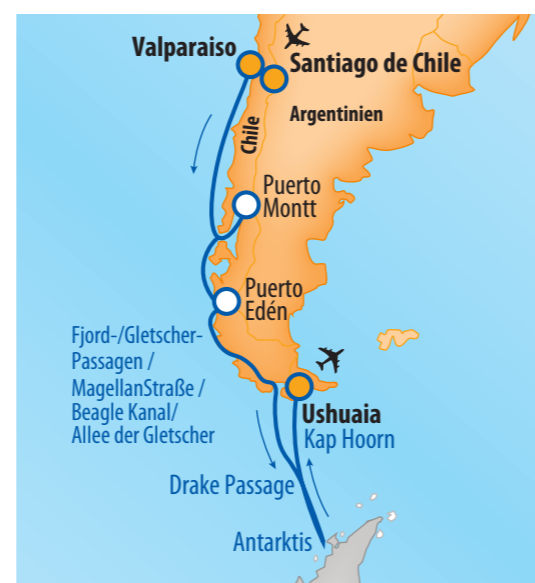 Valparaiso
Santiago de Chile
Argentinien
Chile
Puerto
Montt
Puerto
Edén
Fjord-/Gletscher-
Passagen /
MagellanStraße /
Beagle Kanal/
Allee der Gletscher
Ushuaia
Kap Hoorn
Drake Passage
Antarktis